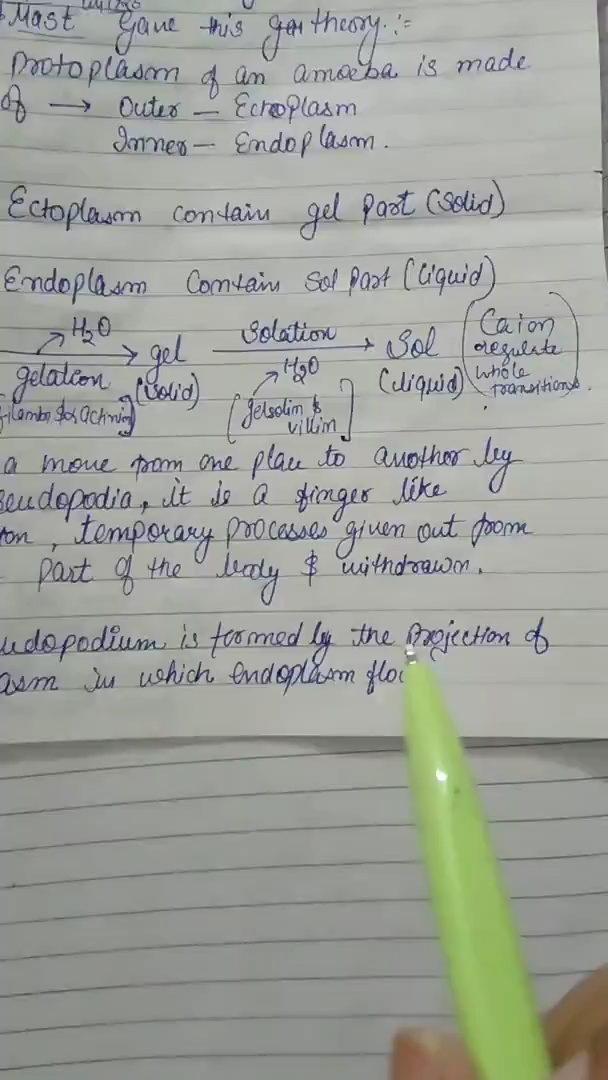 Mast Gave this theory :-
Protoplasm of an amoeba is made
of → Outer - Ectoplasm
Inner - Endoplasm.
Ectoplasm contain gel Part (Solid)
Endoplasm Contain Sol Part (liquid)
H2O gel Solation Sol (Caion
gelation (Solid) H2O (liquid) regulate
whole
transitions.)
[gelsolin &
villin]
a move from one place to another by
seudopodia, it is a finger like
ion, temporary processes given out from
part of the body & withdrawn.
udopodium is formed by the Projection of
asm in which endoplasm flo